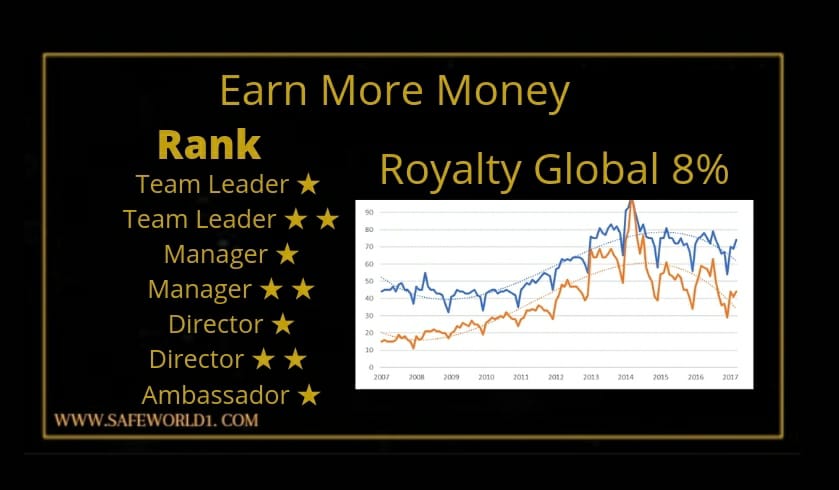 Earn More Money
Rank
Team Leader ★
Team Leader ★ ★
Manager ★
Manager ★ ★
Director ★
Director ★ ★
Ambassador ★
WWW.SAFEWORLD1. COM
Royalty Global 8%
90
80
70
60
50
40
30
20
10
0
2007 2008 2009 2010 2011 2012 2013 2014 2015 2016 2017